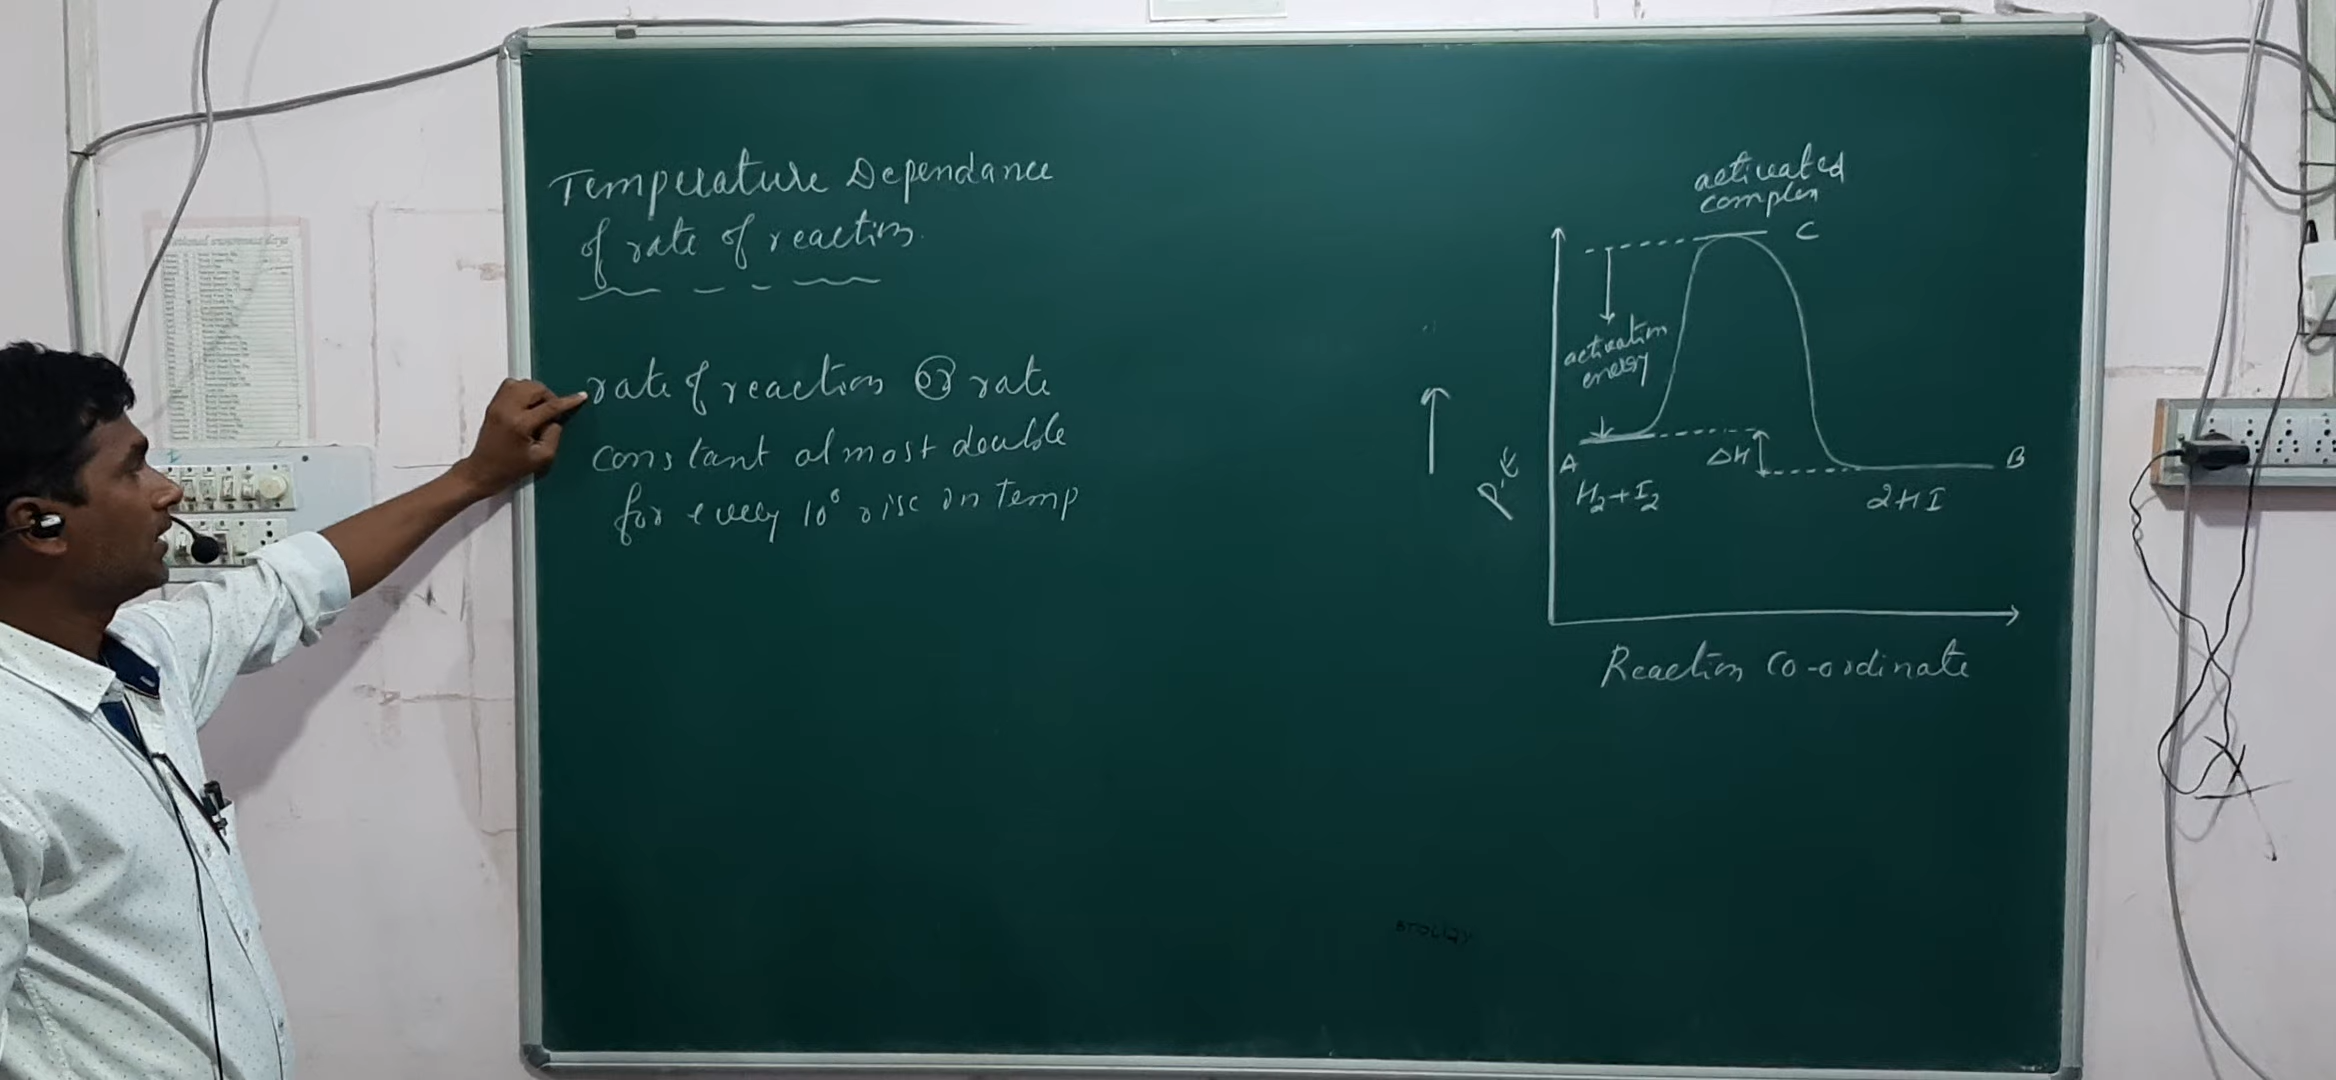 Temperature Dependance
of rate of reaction.
rate of reaction or rate
constant almost double
for every 10° rise in temp
activated
complex
C
activation
energy
ΔH
A
B
P.E
H₂+I₂
2HI
Reaction Co-ordinate